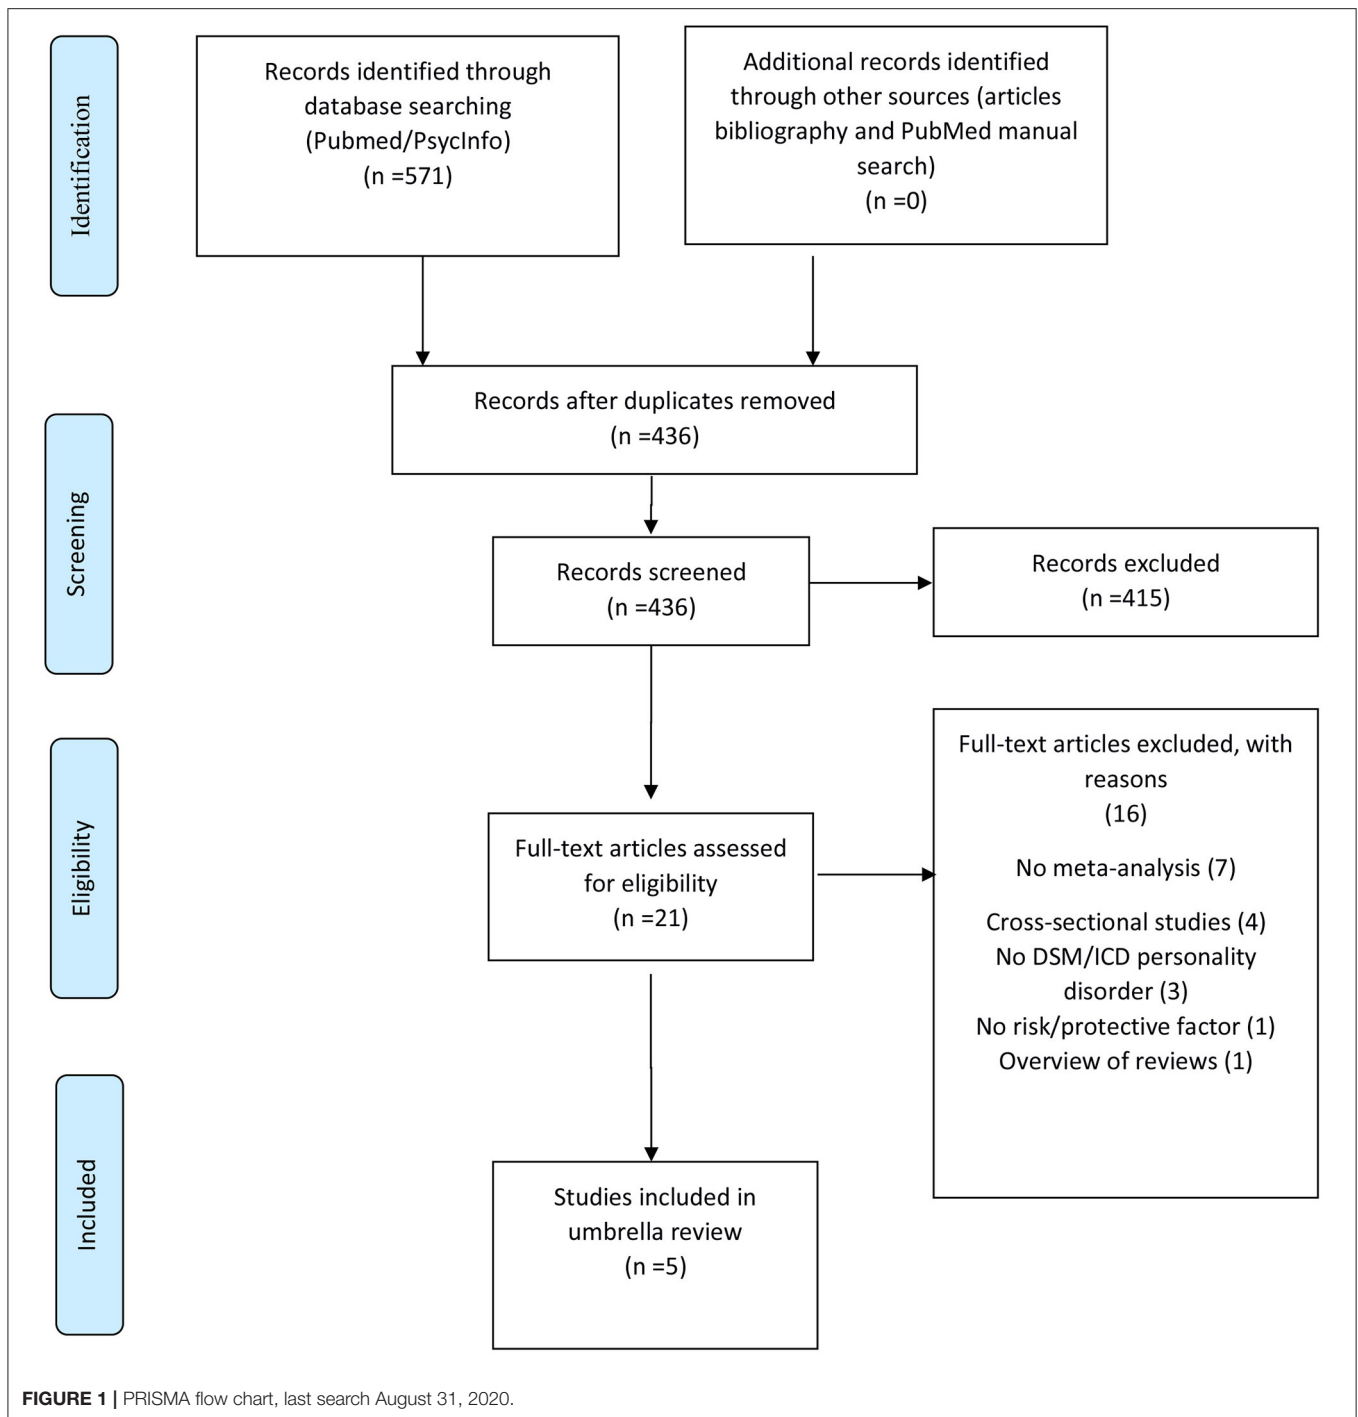 Identification
Records identified through
database searching
(Pubmed/PsycInfo)
(n =571)
Additional records identified
through other sources (articles
bibliography and PubMed manual
search)
(n =0)
Records after duplicates removed
(n =436)
Screening
Records screened
(n =436)
Records excluded
(n =415)
Eligibility
Full-text articles assessed
for eligibility
(n =21)
Full-text articles excluded, with
reasons
(16)
No meta-analysis (7)
Cross-sectional studies (4)
No DSM/ICD personality
disorder (3)
No risk/protective factor (1)
Overview of reviews (1)
Included
Studies included in
umbrella review
(n =5)
FIGURE 1 | PRISMA flow chart, last search August 31, 2020.